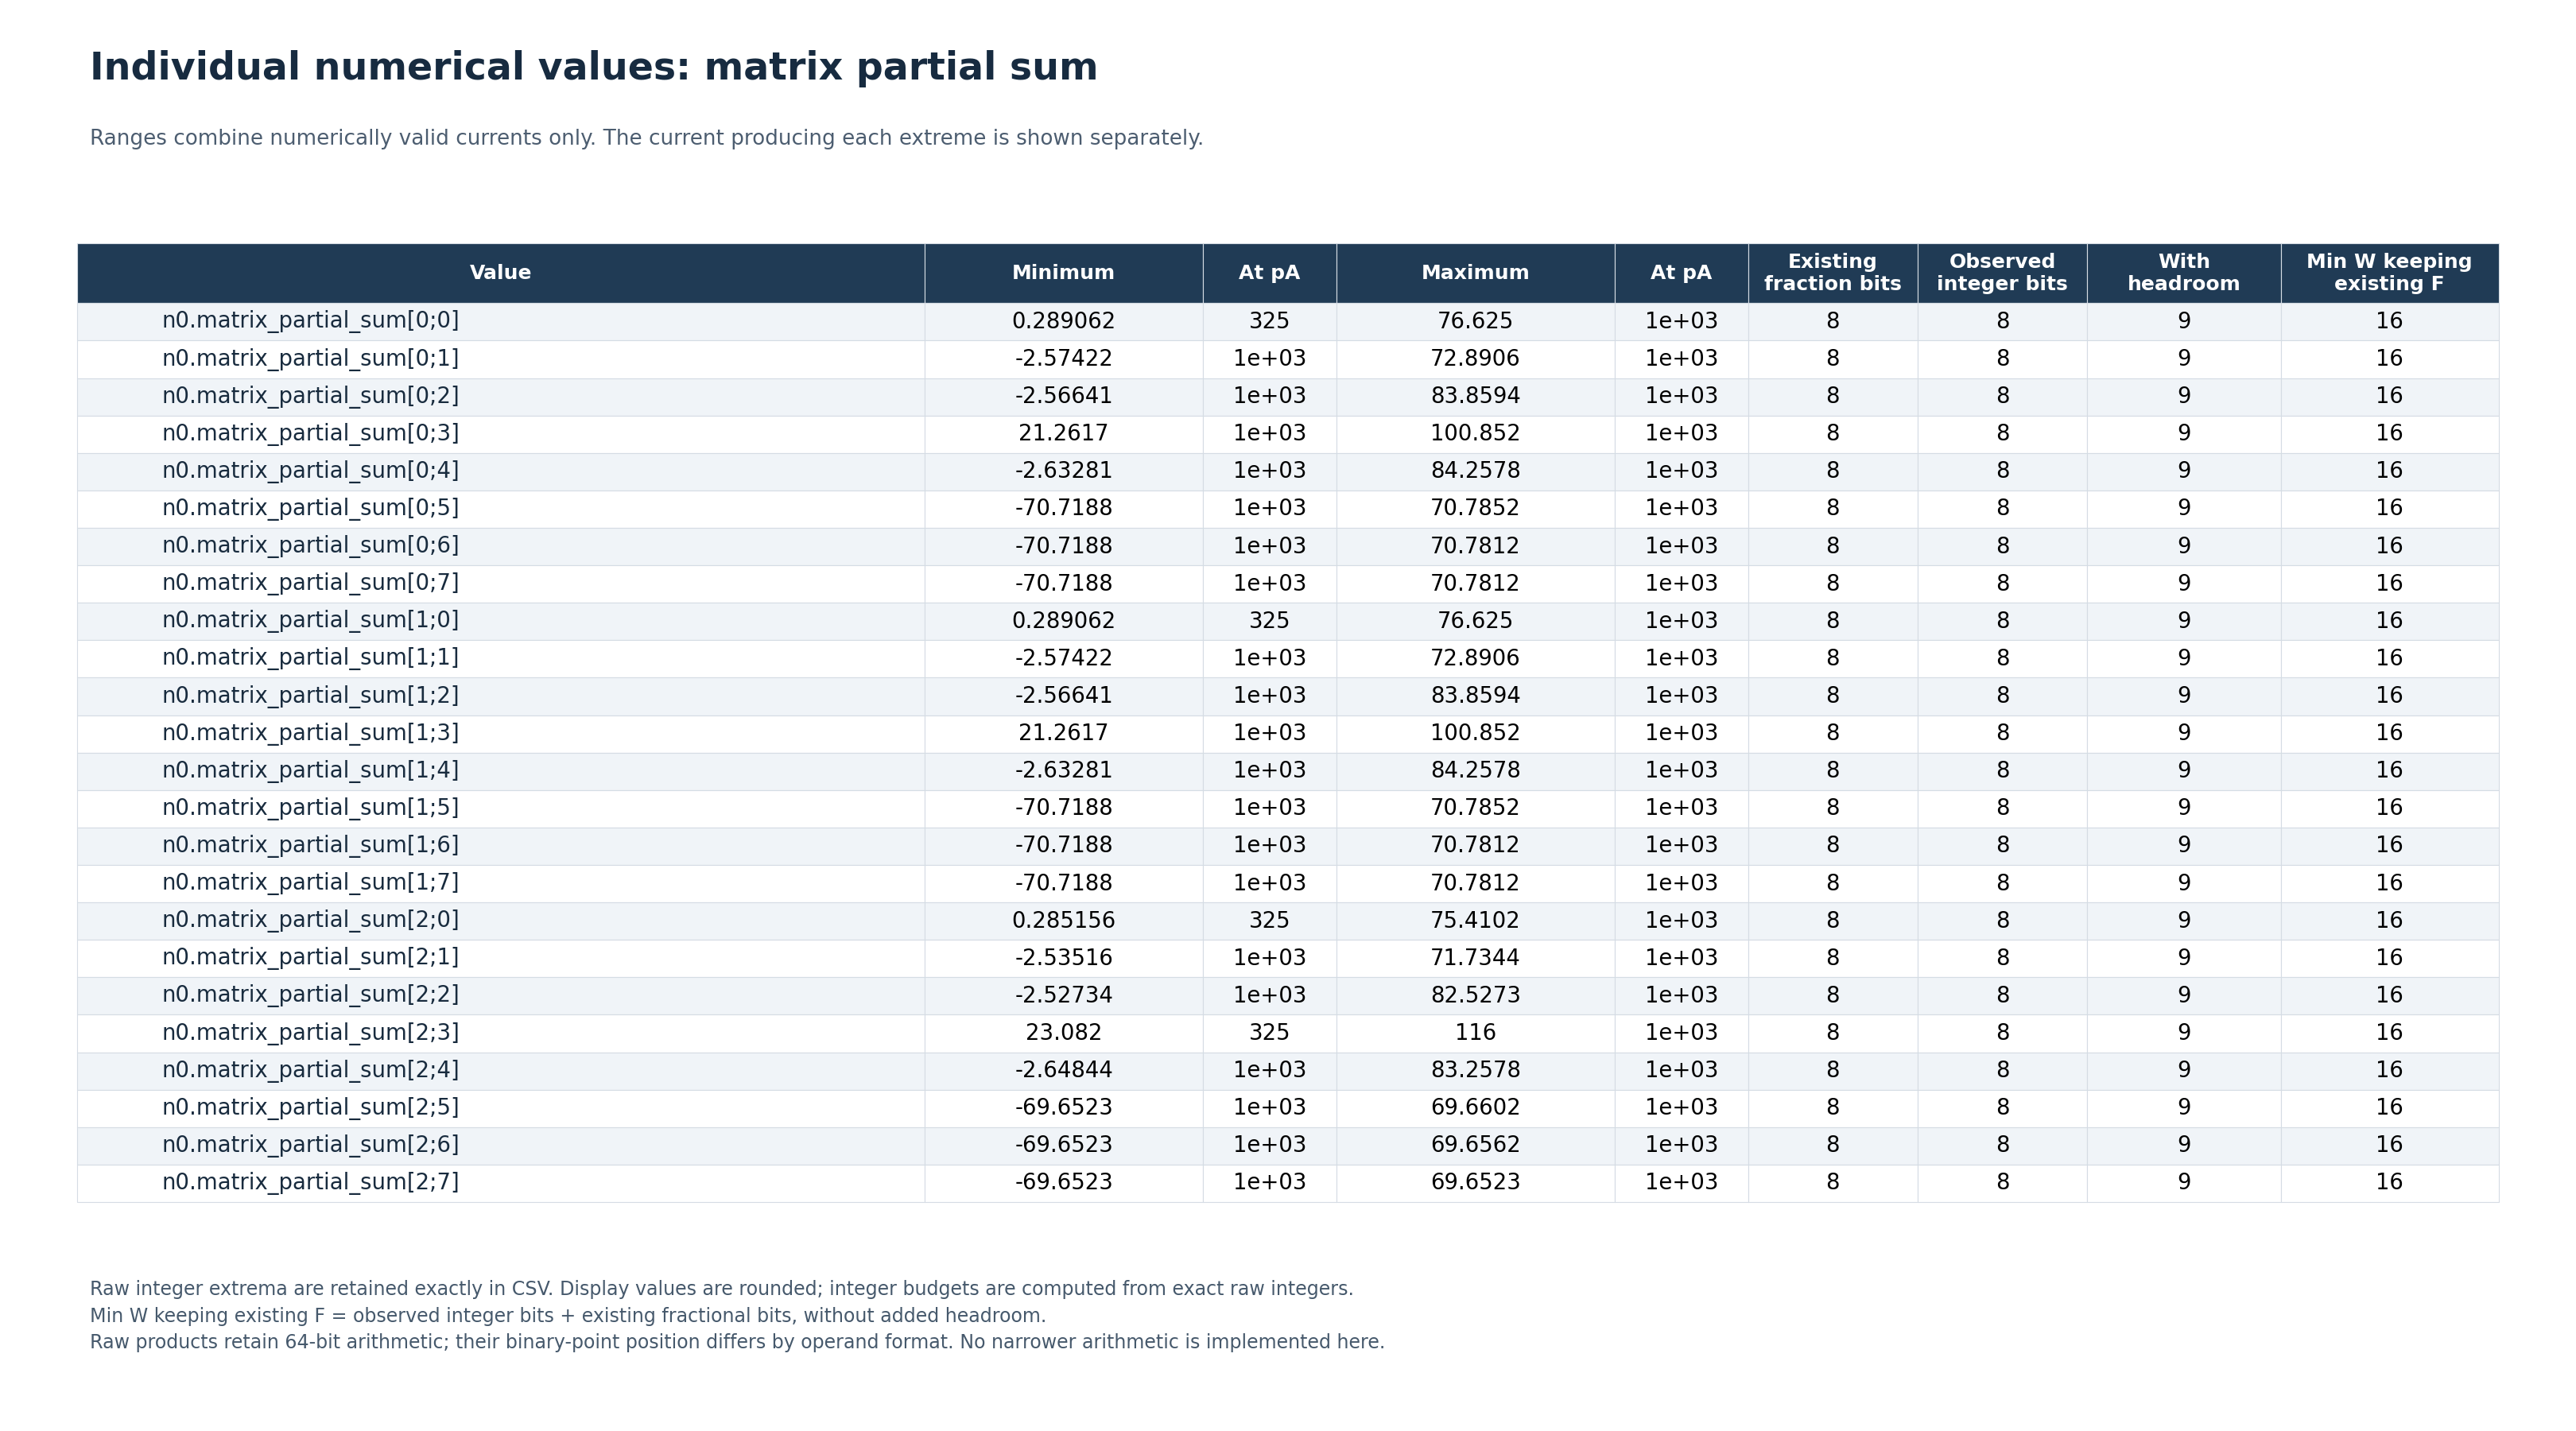 Individual numerical values: matrix partial sum
Ranges combine numerically valid currents only. The current producing each extreme is shown separately.
Value Minimum At pA Maximum At pA Existing fraction bits Observed integer bits With headroom Min W keeping existing F
n0.matrix_partial_sum[0;0] 0.289062 325 76.625 1e+03 8 8 9 16
n0.matrix_partial_sum[0;1] -2.57422 1e+03 72.8906 1e+03 8 8 9 16
n0.matrix_partial_sum[0;2] -2.56641 1e+03 83.8594 1e+03 8 8 9 16
n0.matrix_partial_sum[0;3] 21.2617 1e+03 100.852 1e+03 8 8 9 16
n0.matrix_partial_sum[0;4] -2.63281 1e+03 84.2578 1e+03 8 8 9 16
n0.matrix_partial_sum[0;5] -70.7188 1e+03 70.7852 1e+03 8 8 9 16
n0.matrix_partial_sum[0;6] -70.7188 1e+03 70.7812 1e+03 8 8 9 16
n0.matrix_partial_sum[0;7] -70.7188 1e+03 70.7812 1e+03 8 8 9 16
n0.matrix_partial_sum[1;0] 0.289062 325 76.625 1e+03 8 8 9 16
n0.matrix_partial_sum[1;1] -2.57422 1e+03 72.8906 1e+03 8 8 9 16
n0.matrix_partial_sum[1;2] -2.56641 1e+03 83.8594 1e+03 8 8 9 16
n0.matrix_partial_sum[1;3] 21.2617 1e+03 100.852 1e+03 8 8 9 16
n0.matrix_partial_sum[1;4] -2.63281 1e+03 84.2578 1e+03 8 8 9 16
n0.matrix_partial_sum[1;5] -70.7188 1e+03 70.7852 1e+03 8 8 9 16
n0.matrix_partial_sum[1;6] -70.7188 1e+03 70.7812 1e+03 8 8 9 16
n0.matrix_partial_sum[1;7] -70.7188 1e+03 70.7812 1e+03 8 8 9 16
n0.matrix_partial_sum[2;0] 0.285156 325 75.4102 1e+03 8 8 9 16
n0.matrix_partial_sum[2;1] -2.53516 1e+03 71.7344 1e+03 8 8 9 16
n0.matrix_partial_sum[2;2] -2.52734 1e+03 82.5273 1e+03 8 8 9 16
n0.matrix_partial_sum[2;3] 23.082 325 116 1e+03 8 8 9 16
n0.matrix_partial_sum[2;4] -2.64844 1e+03 83.2578 1e+03 8 8 9 16
n0.matrix_partial_sum[2;5] -69.6523 1e+03 69.6602 1e+03 8 8 9 16
n0.matrix_partial_sum[2;6] -69.6523 1e+03 69.6562 1e+03 8 8 9 16
n0.matrix_partial_sum[2;7] -69.6523 1e+03 69.6523 1e+03 8 8 9 16
Raw integer extrema are retained exactly in CSV. Display values are rounded; integer budgets are computed from exact raw integers.
Min W keeping existing F = observed integer bits + existing fractional bits, without added headroom.
Raw products retain 64-bit arithmetic; their binary-point position differs by operand format. No narrower arithmetic is implemented here.